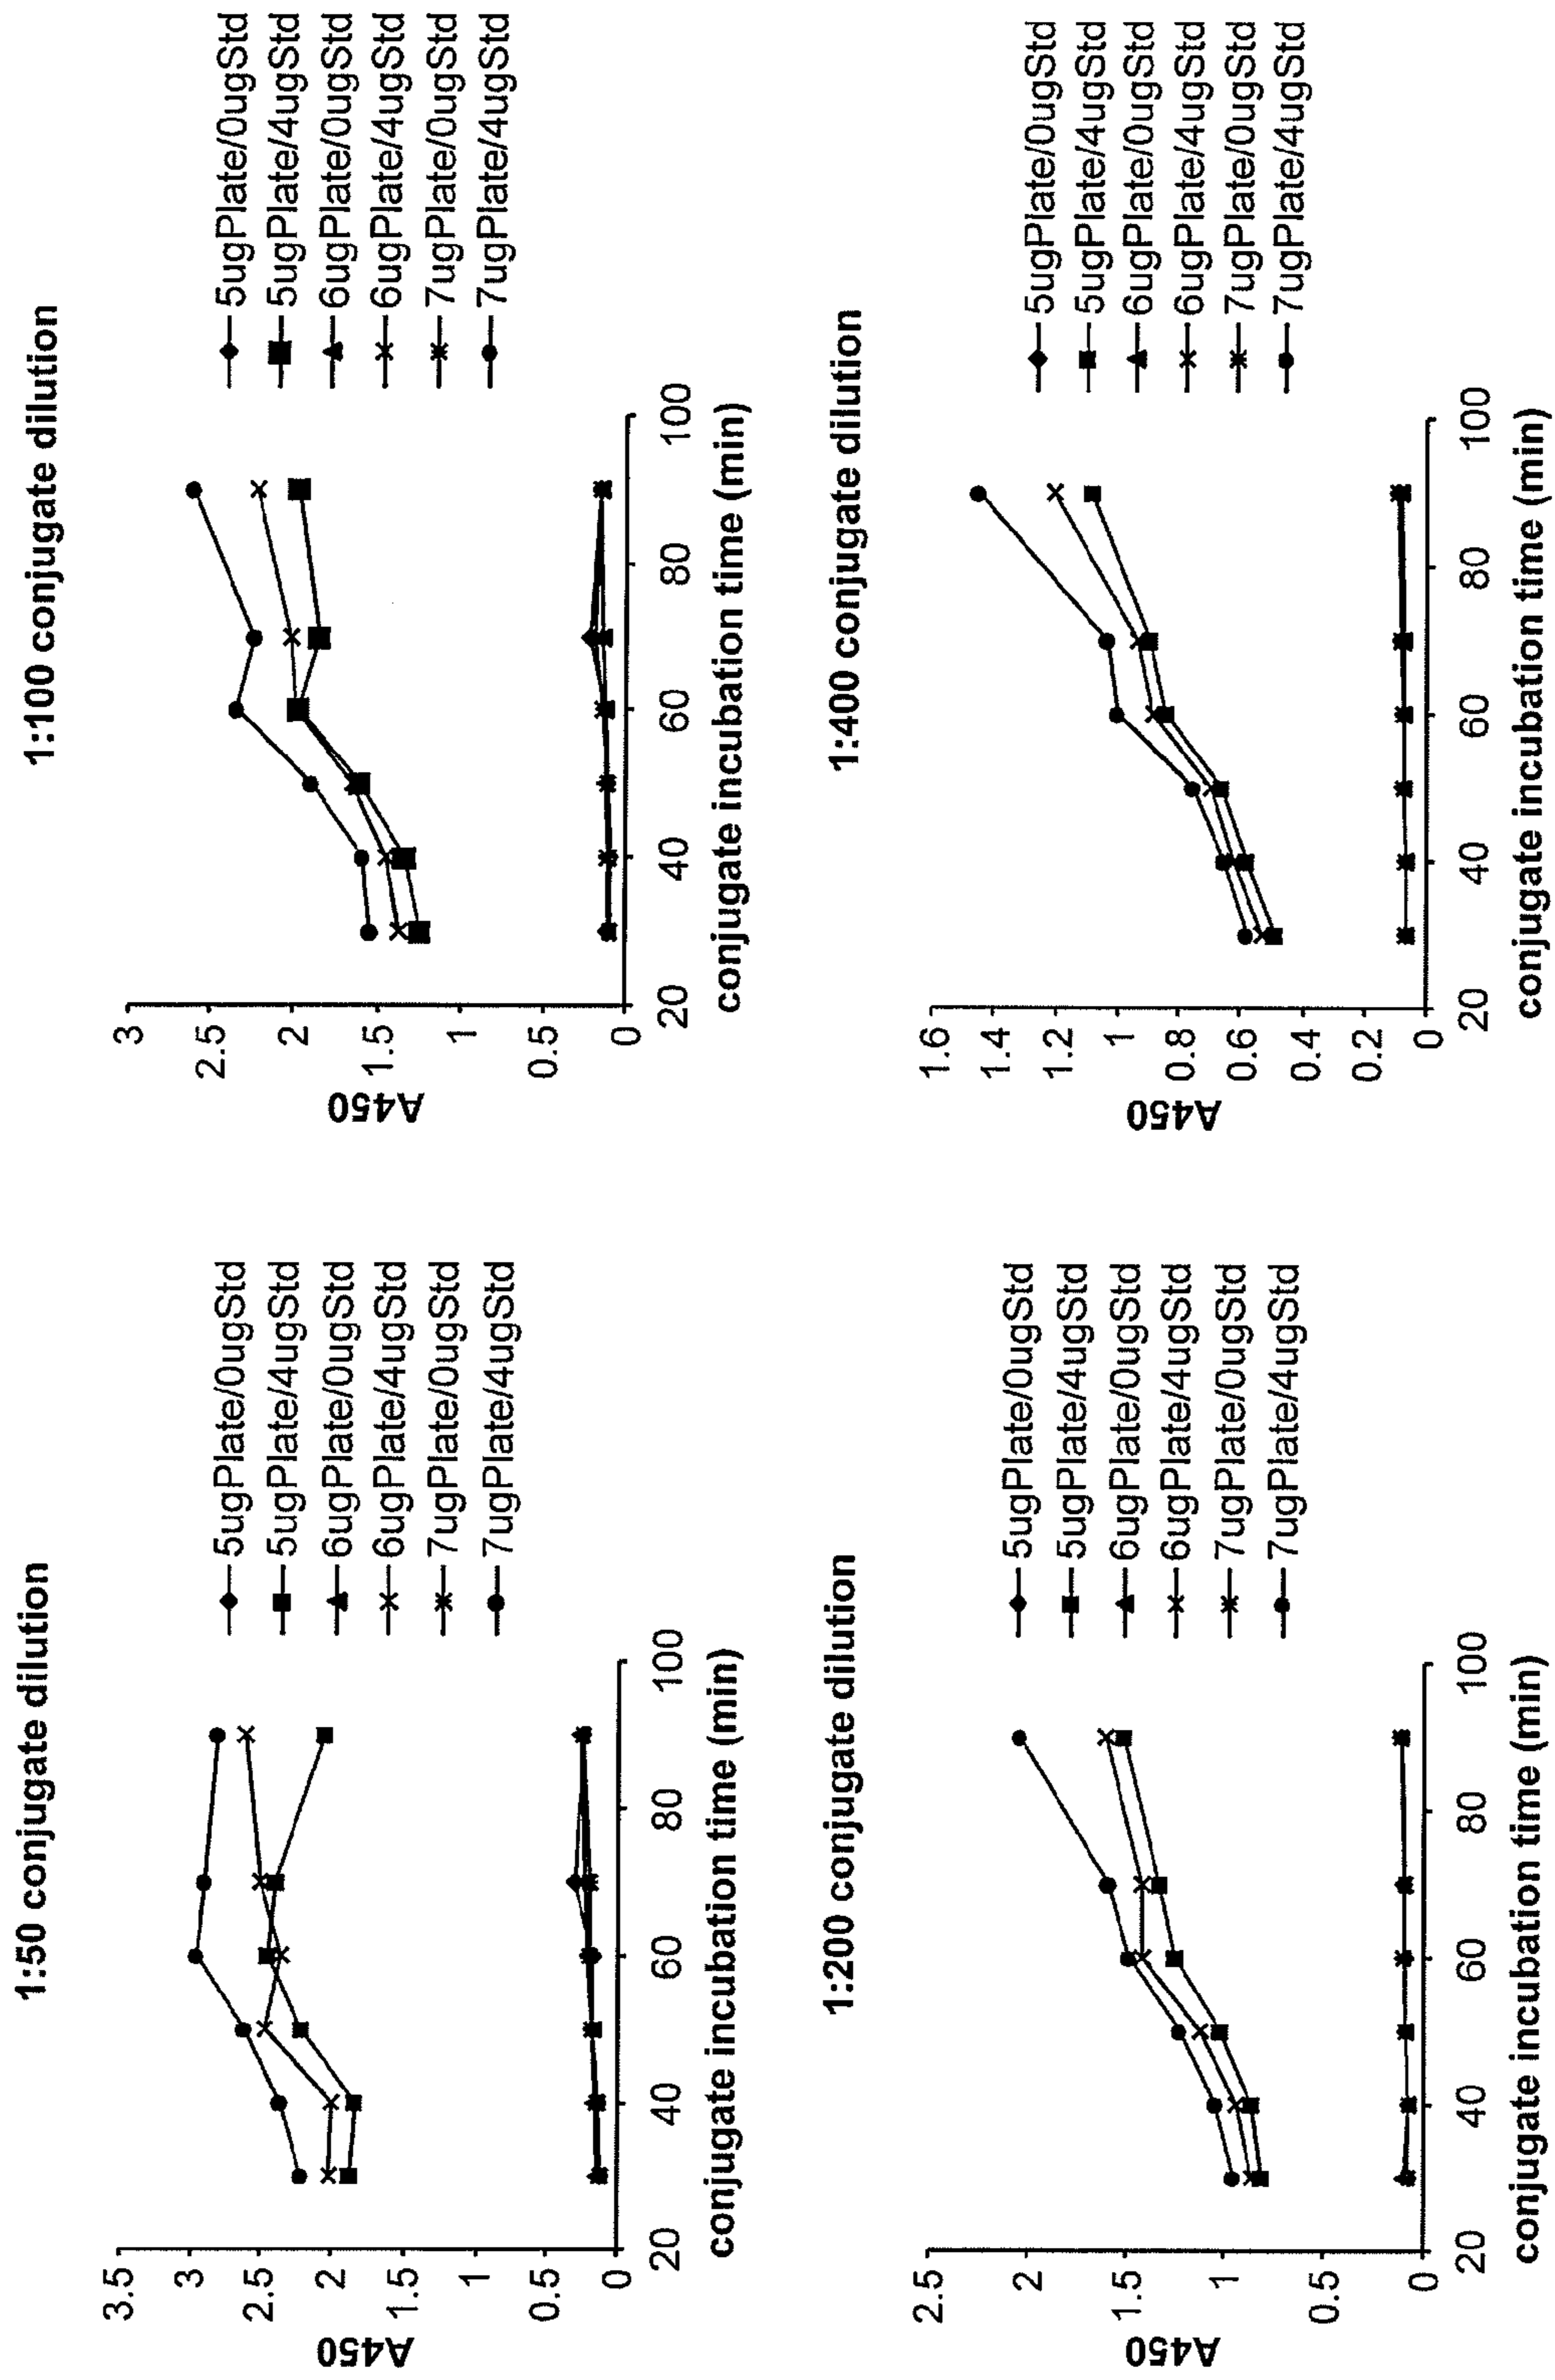 1:50 conjugate dilution
A450
3.5
3
2.5
2
1.5
1
0.5
0
20
40
60
80
100
conjugate incubation time (min)
5ugPlate/0ugStd
5ugPlate/4ugStd
6ugPlate/0ugStd
6ugPlate/4ugStd
7ugPlate/0ugStd
7ugPlate/4ugStd
1:100 conjugate dilution
A450
3
2.5
2
1.5
1
0.5
0
20
40
60
80
100
conjugate incubation time (min)
5ugPlate/0ugStd
5ugPlate/4ugStd
6ugPlate/0ugStd
6ugPlate/4ugStd
7ugPlate/0ugStd
7ugPlate/4ugStd
1:200 conjugate dilution
A450
2.5
2
1.5
1
0.5
0
20
40
60
80
100
conjugate incubation time (min)
5ugPlate/0ugStd
5ugPlate/4ugStd
6ugPlate/0ugStd
6ugPlate/4ugStd
7ugPlate/0ugStd
7ugPlate/4ugStd
1:400 conjugate dilution
A450
1.6
1.4
1.2
1
0.8
0.6
0.4
0.2
0
20
40
60
80
100
conjugate incubation time (min)
5ugPlate/0ugStd
5ugPlate/4ugStd
6ugPlate/0ugStd
6ugPlate/4ugStd
7ugPlate/0ugStd
7ugPlate/4ugStd